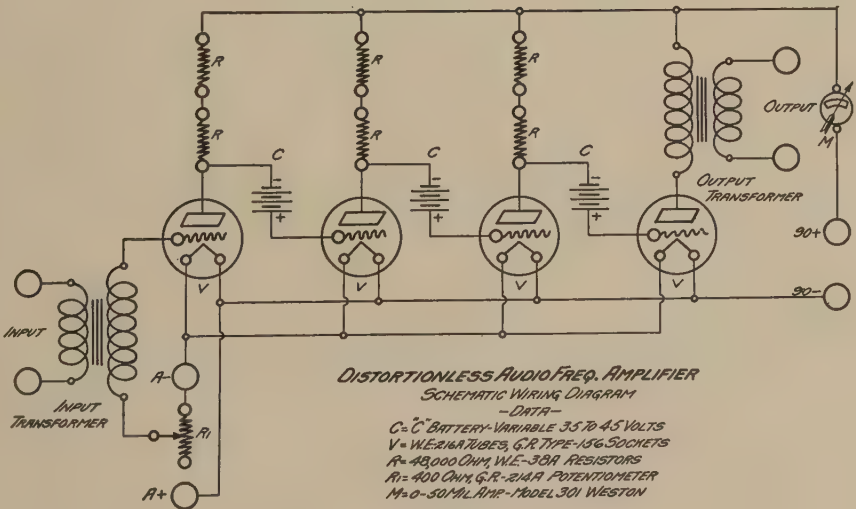 R
R
R
R
R
R
C
C
C
-
+
-
+
-
+
OUTPUT
M
OUTPUT
TRANSFORMER
90+
90-
V
V
V
V
INPUT
INPUT
TRANSFORMER
A-
R1
A+
DISTORTIONLESS AUDIO FREQ. AMPLIFIER
SCHEMATIC WIRING DIAGRAM
-DATA-
C="C" BATTERY-VARIABLE 35 TO 45 VOLTS
V=W.E-216A TUBES, G.R TYPE-156 SOCKETS
R=48,000 OHM, W.E-38A RESISTORS
R1=400 OHM, G.R-214A POTENTIOMETER
M=0-50 MIL.AMP-MODEL 301 WESTON